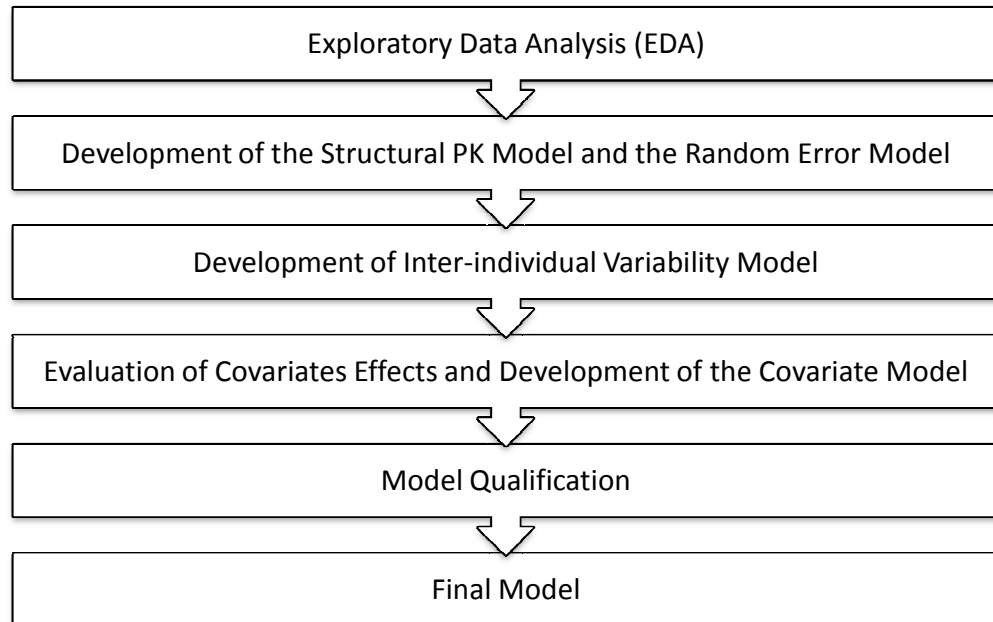 Exploratory Data Analysis (EDA)
Development of the Structural PK Model and the Random Error Model
Development of Inter-individual Variability Model
Evaluation of Covariates Effects and Development of the Covariate Model
Model Qualification
Final Model